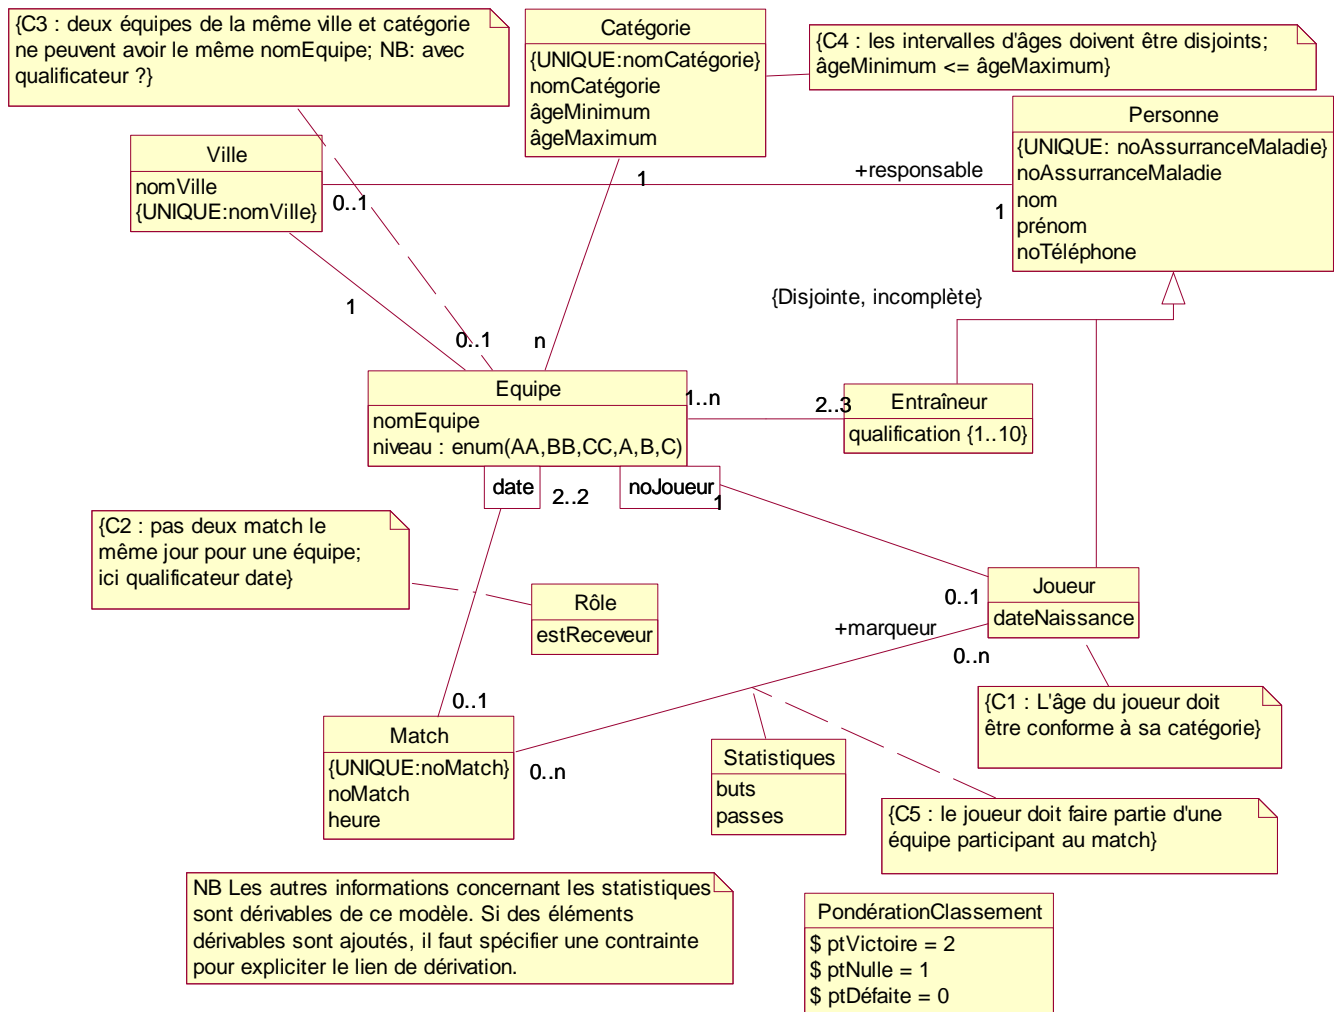 {C3 : deux équipes de la même ville et catégorie
ne peuvent avoir le même nomEquipe; NB: avec
qualificateur ?}
Catégorie
{UNIQUE:nomCatégorie}
nomCatégorie
âgeMinimum
âgeMaximum
{C4 : les intervalles d'âges doivent être disjoints;
âgeMinimum <= âgeMaximum}
Ville
nomVille
{UNIQUE:nomVille}
Personne
{UNIQUE: noAssurranceMaladie}
noAssurranceMaladie
nom
prénom
noTéléphone
+responsable
0..1
1
1
1
0..1
n
{Disjointe, incomplète}
Equipe
nomEquipe
niveau : enum(AA,BB,CC,A,B,C)
1..n
2..3
Entraîneur
qualification {1..10}
date
2..2
noJoueur
1
{C2 : pas deux match le
même jour pour une équipe;
ici qualificateur date}
Rôle
estReceveur
Joueur
dateNaissance
0..1
+marqueur
0..n
{C1 : L'âge du joueur doit
être conforme à sa catégorie}
0..1
Match
{UNIQUE:noMatch}
noMatch
heure
0..n
Statistiques
buts
passes
{C5 : le joueur doit faire partie d'une
équipe participant au match}
NB Les autres informations concernant les statistiques
sont dérivables de ce modèle. Si des éléments
dérivables sont ajoutés, il faut spécifier une contrainte
pour expliciter le lien de dérivation.
PondérationClassement
$ ptVictoire = 2
$ ptNulle = 1
$ ptDéfaite = 0